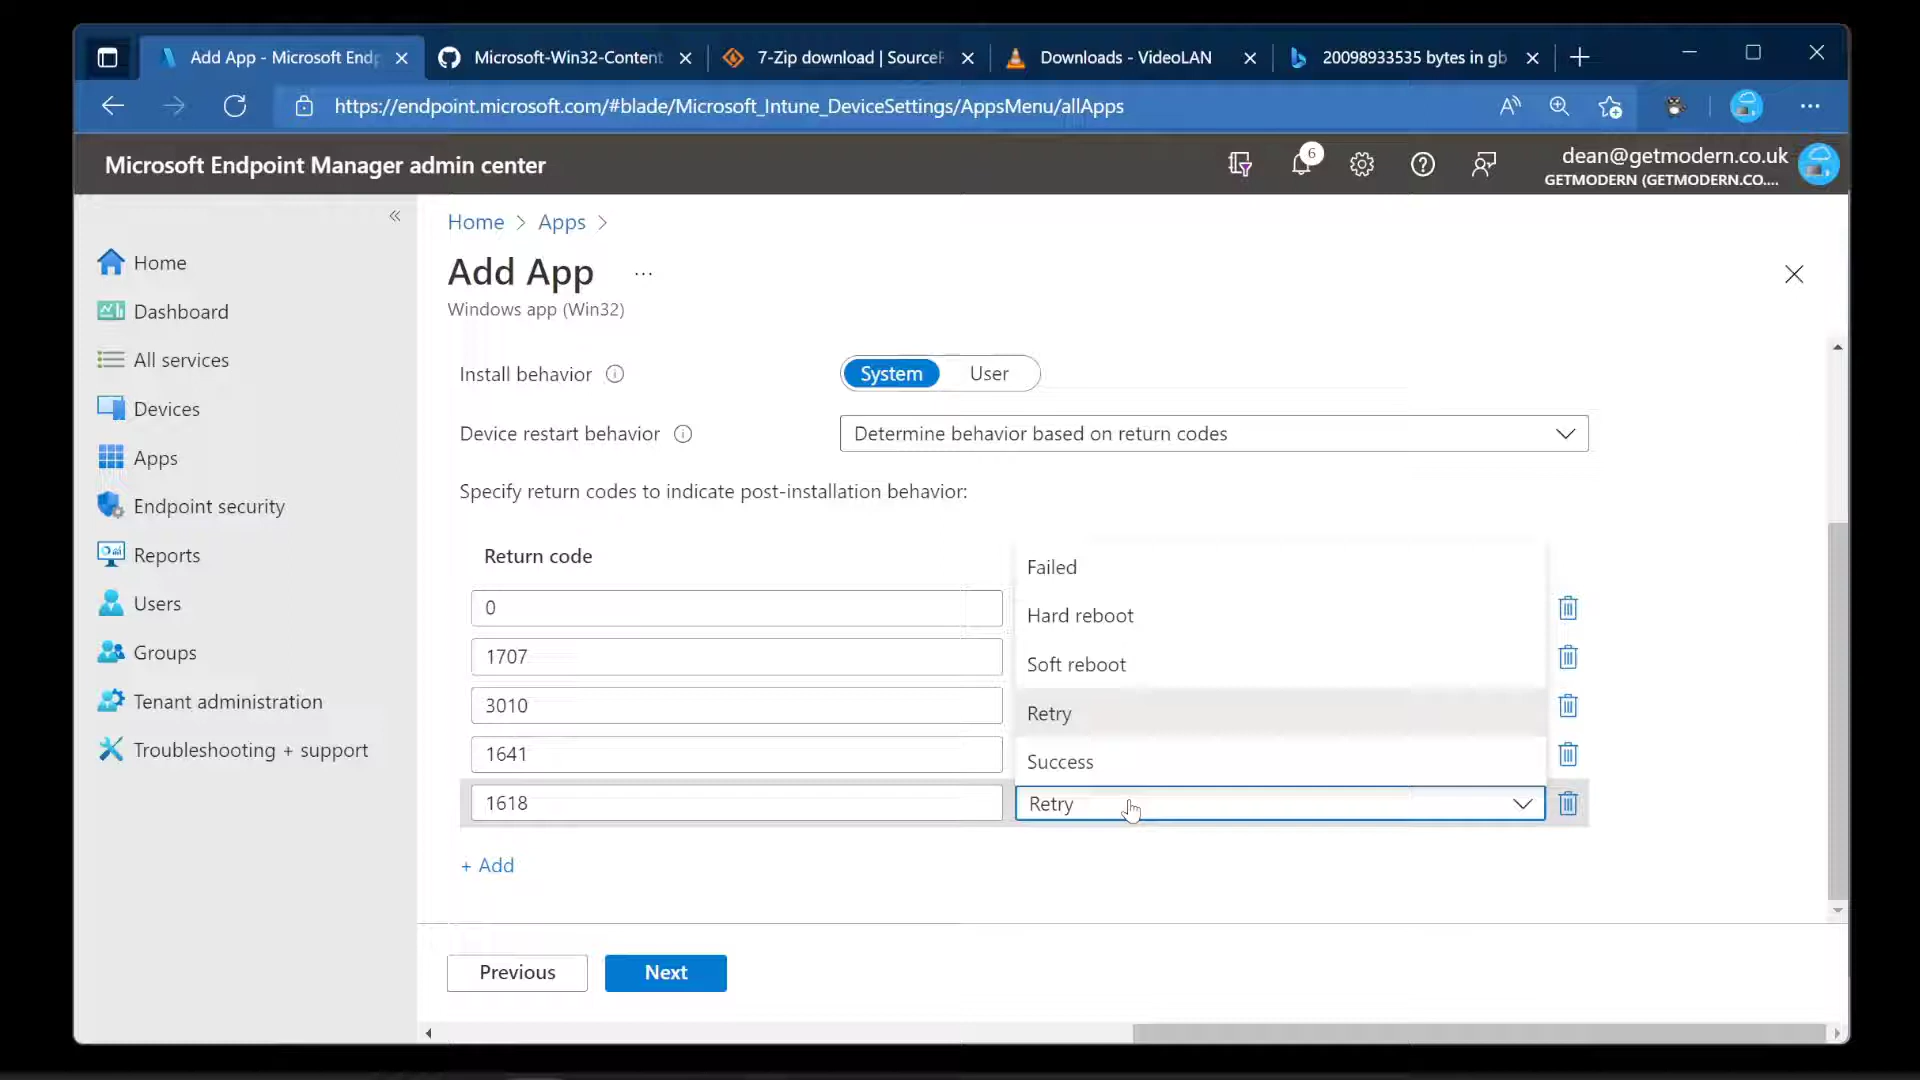 Add App - Microsoft Endp
Microsoft-Win32-Content
7-Zip download | SourceF
Downloads - VideoLAN
20098933535 bytes in gb
https://endpoint.microsoft.com/#blade/Microsoft_Intune_DeviceSettings/AppsMenu/allApps
Microsoft Endpoint Manager admin center
6
dean@getmodern.co.uk
GETMODERN (GETMODERN.CO....
Home
Dashboard
All services
Devices
Apps
Endpoint security
Reports
Users
Groups
Tenant administration
Troubleshooting + support
Home > Apps >
Add App ...
Windows app (Win32)
Install behavior
System User
Device restart behavior
Determine behavior based on return codes
Specify return codes to indicate post-installation behavior:
Return code
0
1707
3010
1641
1618
Failed
Hard reboot
Soft reboot
Retry
Success
Retry
+ Add
Previous
Next